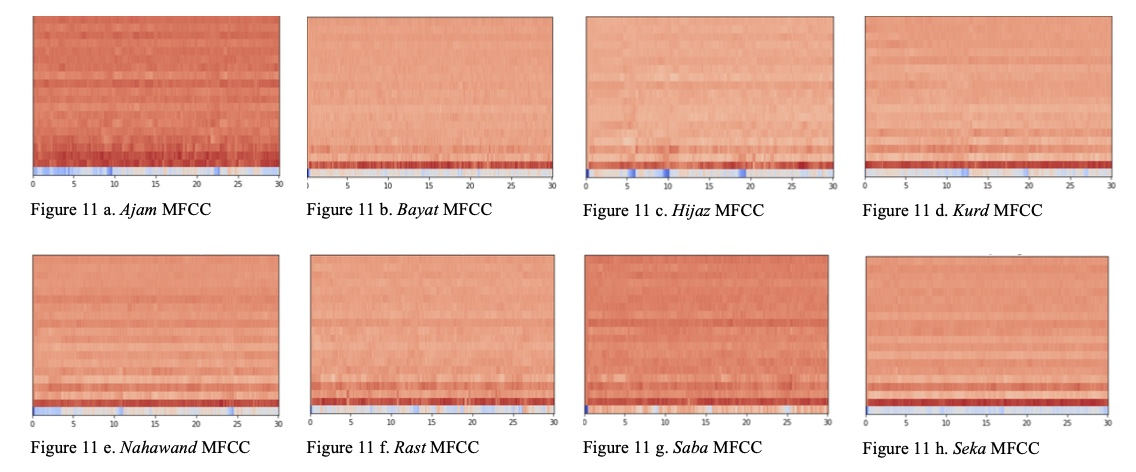 0 5 10 15 20 25 30 0 5 10 15 20 25 30 0 5 10 15 20 25 30 0 5 10 15 20 25 30
Figure 11 a. Ajam MFCC Figure 11 b. Bayat MFCC Figure 11 c. Hijaz MFCC Figure 11 d. Kurd MFCC
0 5 10 15 20 25 30 0 5 10 15 20 25 30 0 5 10 15 20 25 30 0 5 10 15 20 25 30
Figure 11 e. Nahawand MFCC Figure 11 f. Rast MFCC Figure 11 g. Saba MFCC Figure 11 h. Seka MFCC